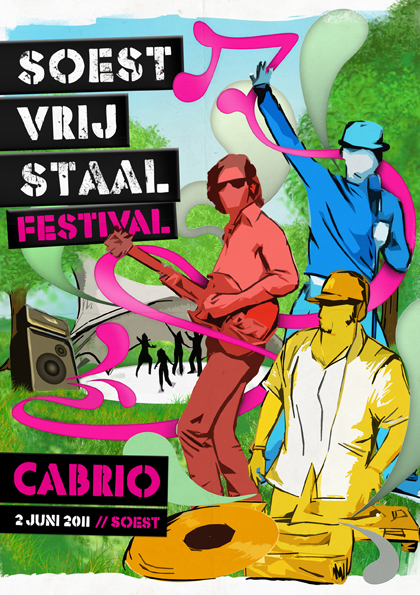 SOEST
VRIJ
STAAL
FESTIVAL
CABRIO
2 JUNI 2011 // SOEST